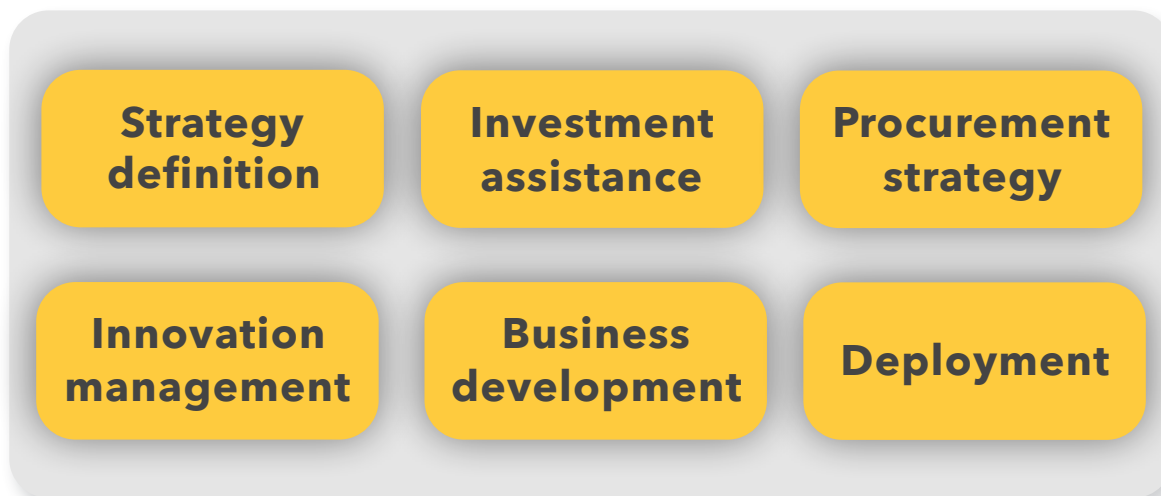 Strategy
definition
Investment
assistance
Procurement
strategy
Innovation
management
Business
development
Deployment